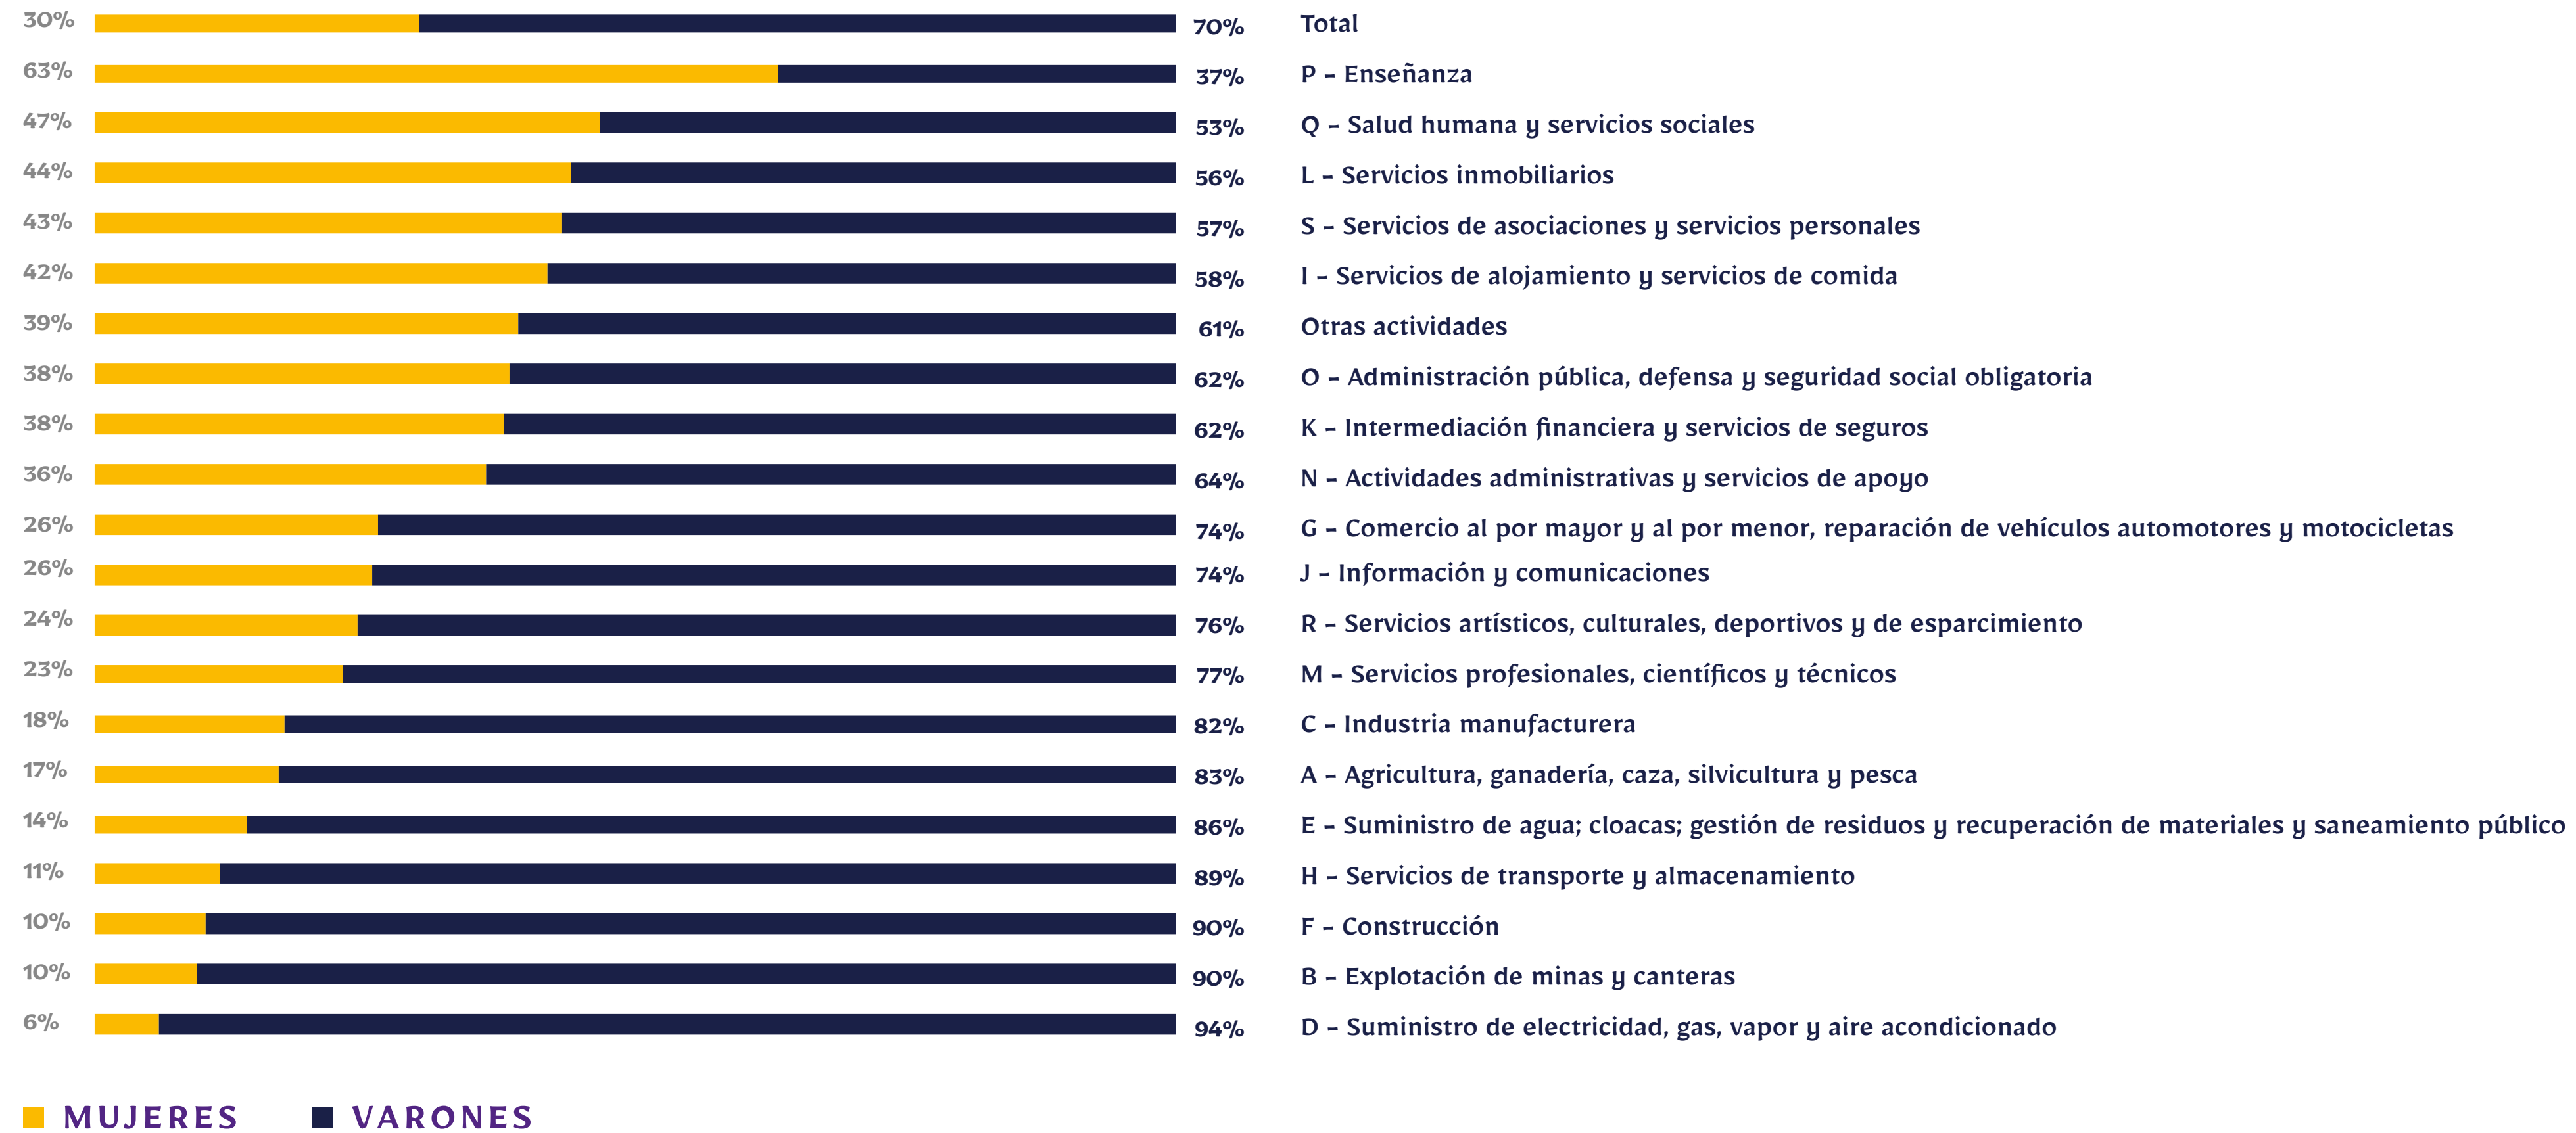 30% 70% Total
63% 37% P – Enseñanza
47% 53% Q – Salud humana y servicios sociales
44% 56% L – Servicios inmobiliarios
43% 57% S – Servicios de asociaciones y servicios personales
42% 58% I – Servicios de alojamiento y servicios de comida
39% 61% Otras actividades
38% 62% O – Administración pública, defensa y seguridad social obligatoria
38% 62% K – Intermediación financiera y servicios de seguros
36% 64% N – Actividades administrativas y servicios de apoyo
26% 74% G – Comercio al por mayor y al por menor, reparación de vehículos automotores y motocicletas
26% 74% J – Información y comunicaciones
24% 76% R – Servicios artísticos, culturales, deportivos y de esparcimiento
23% 77% M – Servicios profesionales, científicos y técnicos
18% 82% C – Industria manufacturera
17% 83% A – Agricultura, ganadería, caza, silvicultura y pesca
14% 86% E – Suministro de agua; cloacas; gestión de residuos y recuperación de materiales y saneamiento público
11% 89% H – Servicios de transporte y almacenamiento
10% 90% F – Construcción
10% 90% B – Explotación de minas y canteras
6% 94% D – Suministro de electricidad, gas, vapor y aire acondicionado
MUJERES VARONES